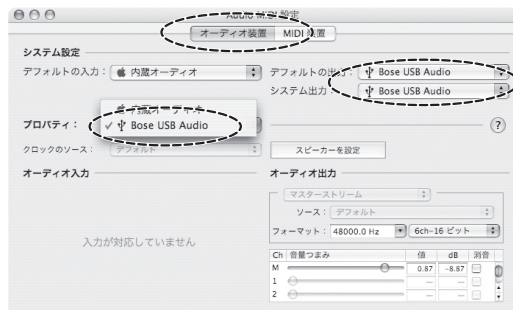 Audio MIDI 設定
オーディオ装置 MIDI 装置
システム設定
デフォルトの入力： 内蔵オーディオ
デフォルトの出力： Bose USB Audio
システム出力： Bose USB Audio
内蔵オーディオ
プロパティ： ✓ Bose USB Audio
クロックのソース： デフォルト
スピーカーを設定
?
オーディオ入力
オーディオ出力
マスターストリーム
ソース： デフォルト
フォーマット： 48000.0 Hz 6ch-16 ビット
入力が対応していません
Ch 音量つまみ 値 dB 消音
M 0.87 -8.87
1 — —
2 — —